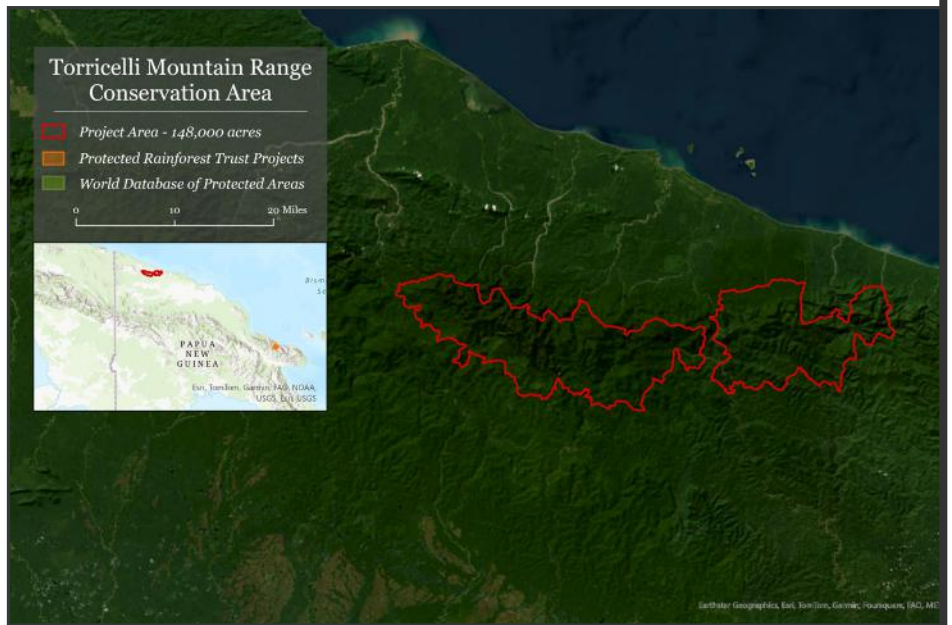 Torricelli Mountain Range
Conservation Area
Project Area - 148,000 acres
Protected Rainforest Trust Projects
World Database of Protected Areas
0 10 20 Miles
Bism
PAPUA
NEW
GUINEA
Esri, TomTom, Garmin, FAO, NOAA,
USGS, Esri, USGS
Earthstar Geographics, Esri, TomTom, Garmin, Foursquare, FAO, ME